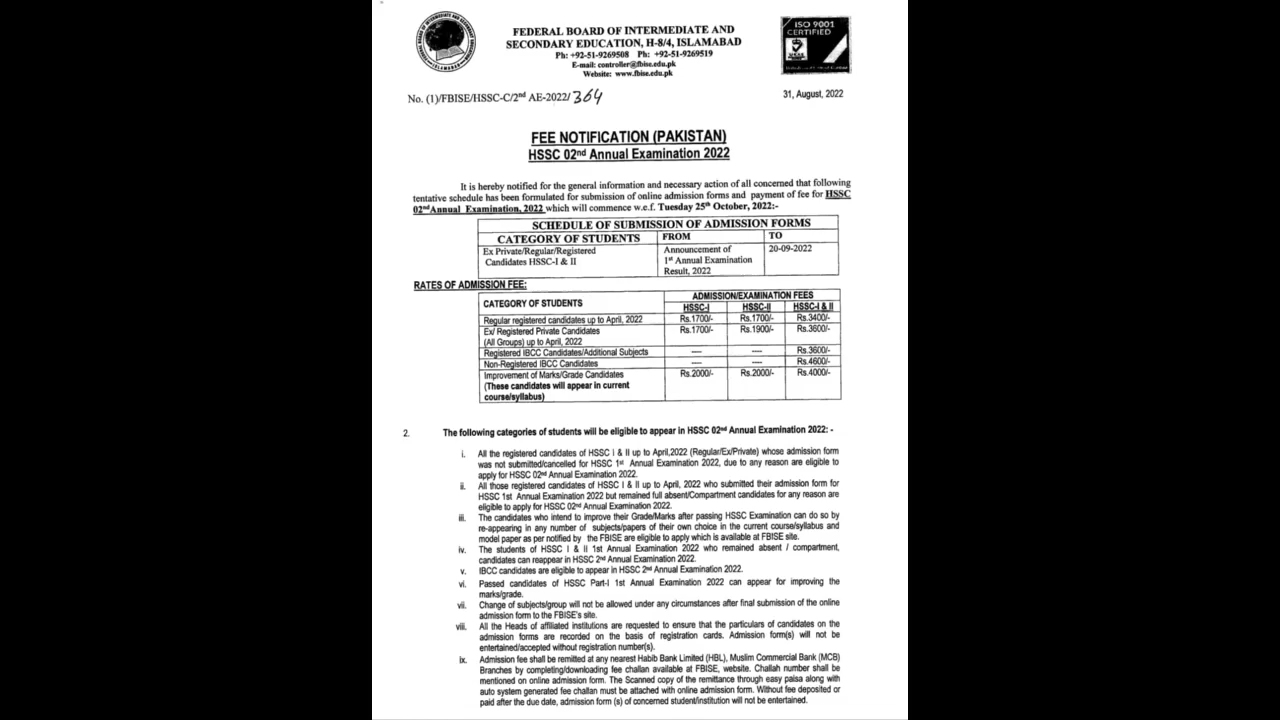 FEDERAL BOARD OF INTERMEDIATE AND
SECONDARY EDUCATION, H-8/4, ISLAMABAD
Ph: +92-51-9269508 Ph: +92-51-9269519
E-mail: controller@fbise.edu.pk
Website: www.fbise.edu.pk
ISO 9001
CERTIFIED
No. (1)/FBISE/HSSC-C/2nd AE-2022/364
31, August, 2022
FEE NOTIFICATION (PAKISTAN)
HSSC 02nd Annual Examination 2022
It is hereby notified for the general information and necessary action of all concerned that following
tentative schedule has been formulated for submission of online admission forms and payment of fee for HSSC
02nd Annual Examination, 2022 which will commence w.e.f. Tuesday 25th October, 2022:-
SCHEDULE OF SUBMISSION OF ADMISSION FORMS
CATEGORY OF STUDENTS FROM TO
Ex Private/Regular/Registered Announcement of 20-09-2022
Candidates HSSC-I & II 1st Annual Examination
Result, 2022
RATES OF ADMISSION FEE:
CATEGORY OF STUDENTS ADMISSION/EXAMINATION FEES
HSSC-I HSSC-II HSSC-I & II
Regular registered candidates up to April, 2022 Rs.1700/- Rs.1700/- Rs.3400/-
Ex/ Registered Private Candidates Rs.1700/- Rs.1900/- Rs.3600/-
(All Groups) up to April, 2022
Registered IBCC Candidates/Additional Subjects ---- ---- Rs.3600/-
Non-Registered IBCC Candidates ---- ---- Rs.4600/-
Improvement of Marks/Grade Candidates Rs.2000/- Rs.2000/- Rs.4000/-
(These candidates will appear in current
course/syllabus)
2. The following categories of students will be eligible to appear in HSSC 02nd Annual Examination 2022: -
i. All the registered candidates of HSSC I & II up to April,2022 (Regular/Ex/Private) whose admission form
was not submitted/cancelled for HSSC 1st Annual Examination 2022, due to any reason are eligible to
apply for HSSC 02nd Annual Examination 2022.
ii. All those registered candidates of HSSC I & II up to April, 2022 who submitted their admission form for
HSSC 1st Annual Examination 2022 but remained full absent/Compartment candidates for any reason are
eligible to apply for HSSC 02nd Annual Examination 2022.
iii. The candidates who intend to improve their Grade/Marks after passing HSSC Examination can do so by
re-appearing in any number of subjects/papers of their own choice in the current course/syllabus and
model paper as per notified by the FBISE are eligible to apply which is available at FBISE site.
iv. The students of HSSC I & II 1st Annual Examination 2022 who remained absent / compartment,
candidates can reappear in HSSC 2nd Annual Examination 2022.
v. IBCC candidates are eligible to appear in HSSC 2nd Annual Examination 2022.
vi. Passed candidates of HSSC Part-I 1st Annual Examination 2022 can appear for improving the
marks/grade.
vii. Change of subjects/group will not be allowed under any circumstances after final submission of the online
admission form to the FBISE's site.
viii. All the Heads of affiliated institutions are requested to ensure that the particulars of candidates on the
admission forms are recorded on the basis of registration cards. Admission form(s) will not be
entertained/accepted without registration number(s).
ix. Admission fee shall be remitted at any nearest Habib Bank Limited (HBL), Muslim Commercial Bank (MCB)
Branches by completing/downloading fee challan available at FBISE, website. Challah number shall be
mentioned on online admission form. The Scanned copy of the remittance through easy paisa along with
auto system generated fee challan must be attached with online admission form. Without fee deposited or
paid after the due date, admission form (s) of concerned student/institution will not be entertained.